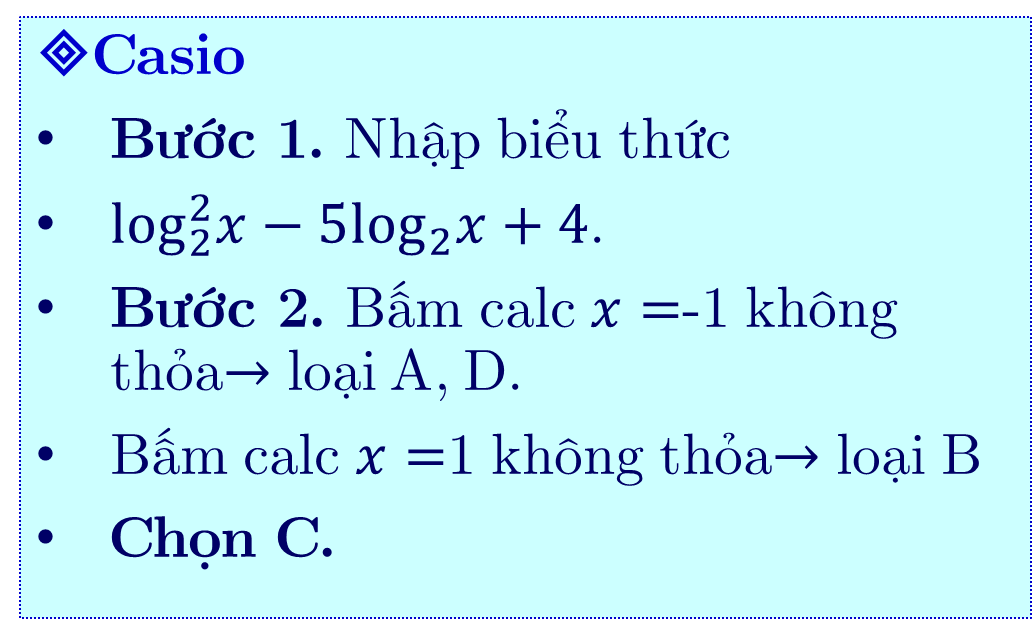 Casio
• Bước 1. Nhập biểu thức
• log₂²x − 5log₂x + 4.
• Bước 2. Bấm calc x =-1 không
thỏa→ loại A, D.
• Bấm calc x =1 không thỏa→ loại B
• Chọn C.